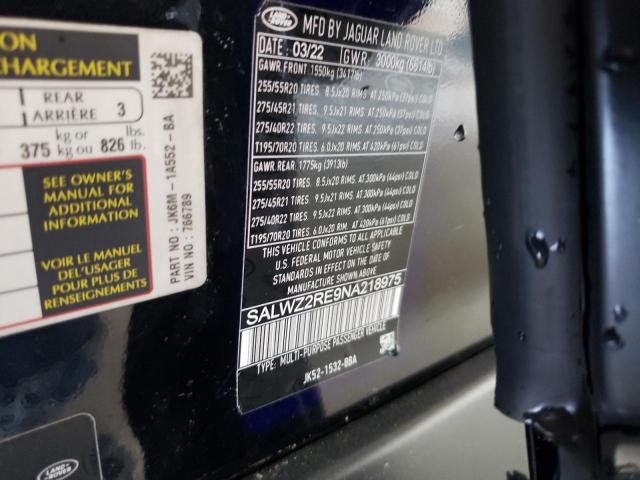 ON
CHARGEMENT
REAR
ARRIÈRE 3
375 kg or kg ou 826 lbs. lb.
SEE OWNER'S
MANUAL FOR
ADDITIONAL
INFORMATION
VOIR LE MANUEL
DEL'USAGER
POUR PLUS DE
RENSEIGNEMENTS
PART NO : JK6M - 1A552 - BA
VIN NO : 766789
LAND ROVER
MFD BY JAGUAR LAND ROVER LTD
DATE: 03/22 GWR. 3000kg (6614lb)
GAWR. FRONT 1550kg (3417lb)
255/55R20 TIRES. 8.5Jx20 RIMS. AT 250kPa (37psi) COLD
275/45R21 TIRES. 9.5Jx21 RIMS. AT 250kPa (37psi) COLD
275/40R22 TIRES. 9.5Jx22 RIMS. AT 250kPa (37psi) COLD
T195/70R20 TIRES. 6.0Jx20 RIMS. AT 420kPa (61psi) COLD
GAWR. REAR: 1775kg (3913lb)
255/55R20 TIRES. 8.5Jx20 RIMS. AT 300kPa (44psi) COLD
275/45R21 TIRES. 9.5Jx21 RIMS. AT 300kPa (44psi) COLD
275/40R22 TIRES. 9.5Jx22 RIMS. AT 300kPa (44psi) COLD
T195/70R20 TIRES. 6.0Jx20 RIMS. AT 420kPa (61psi) COLD
THIS VEHICLE CONFORMS TO ALL APPLICABLE
U.S. FEDERAL MOTOR VEHICLE SAFETY
STANDARDS IN EFFECT ON THE DATE OF
MANUFACTURE SHOWN ABOVE
SALWZ2RE9NA218975
TYPE: MULTI-PURPOSE PASSENGER VEHICLE
JK52-1532-BBA
LAND ROVER